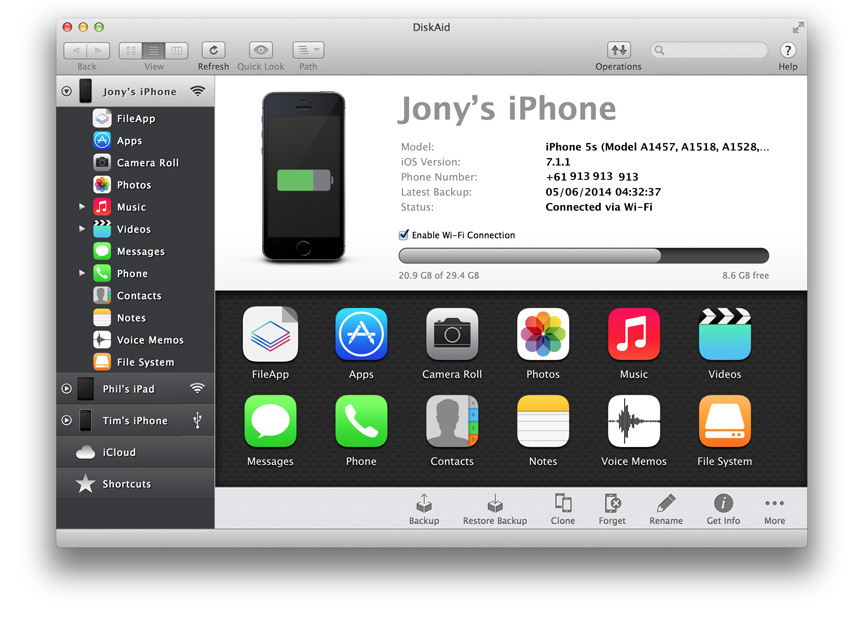 DiskAid
Back
View
Refresh
Quick Look
Path
Operations
?
Help
Jony's iPhone
FileApp
Apps
Camera Roll
Photos
Music
Videos
Messages
Phone
Contacts
Notes
Voice Memos
File System
Phil's iPad
Tim's iPhone
iCloud
Shortcuts
Jony's iPhone
Model: iPhone 5s (Model A1457, A1518, A1528,...
iOS Version: 7.1.1
Phone Number: +61 913 913 913
Latest Backup: 05/06/2014 04:32:37
Status: Connected via Wi-Fi
Enable Wi-Fi Connection
20.9 GB of 29.4 GB 8.6 GB free
FileApp Apps Camera Roll Photos Music Videos
Messages Phone Contacts Notes Voice Memos File System
Backup Restore Backup Clone Forget Rename Get Info More